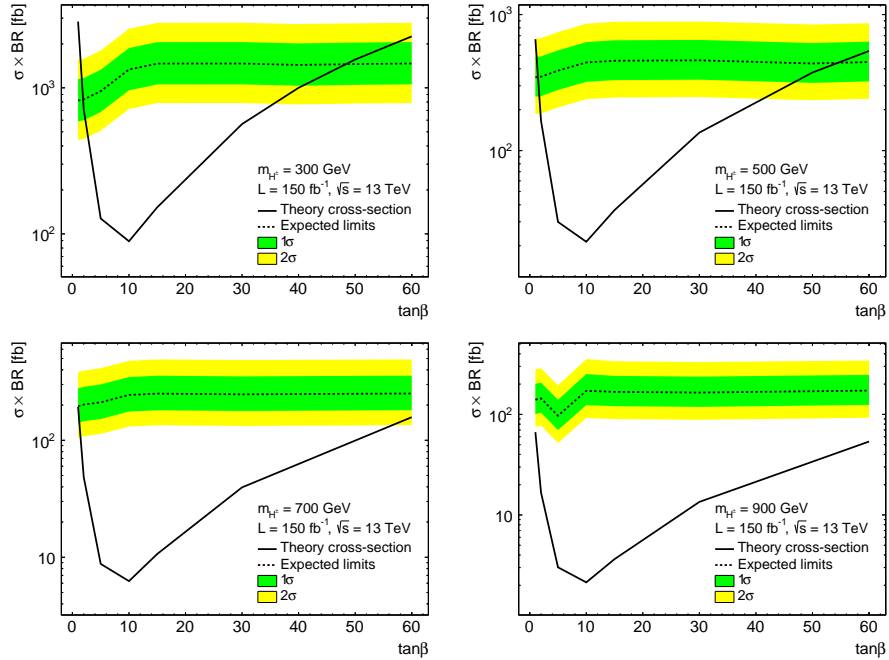 σ × BR [fb]
10³
10²
m_H± = 300 GeV
L = 150 fb⁻¹, √s = 13 TeV
Theory cross-section
Expected limits
1σ
2σ
0 10 20 30 40 50 60
tanβ
σ × BR [fb]
10³
10²
m_H± = 500 GeV
L = 150 fb⁻¹, √s = 13 TeV
Theory cross-section
Expected limits
1σ
2σ
0 10 20 30 40 50 60
tanβ
σ × BR [fb]
10²
10
m_H± = 700 GeV
L = 150 fb⁻¹, √s = 13 TeV
Theory cross-section
Expected limits
1σ
2σ
0 10 20 30 40 50 60
tanβ
σ × BR [fb]
10²
10
m_H± = 900 GeV
L = 150 fb⁻¹, √s = 13 TeV
Theory cross-section
Expected limits
1σ
2σ
0 10 20 30 40 50 60
tanβ